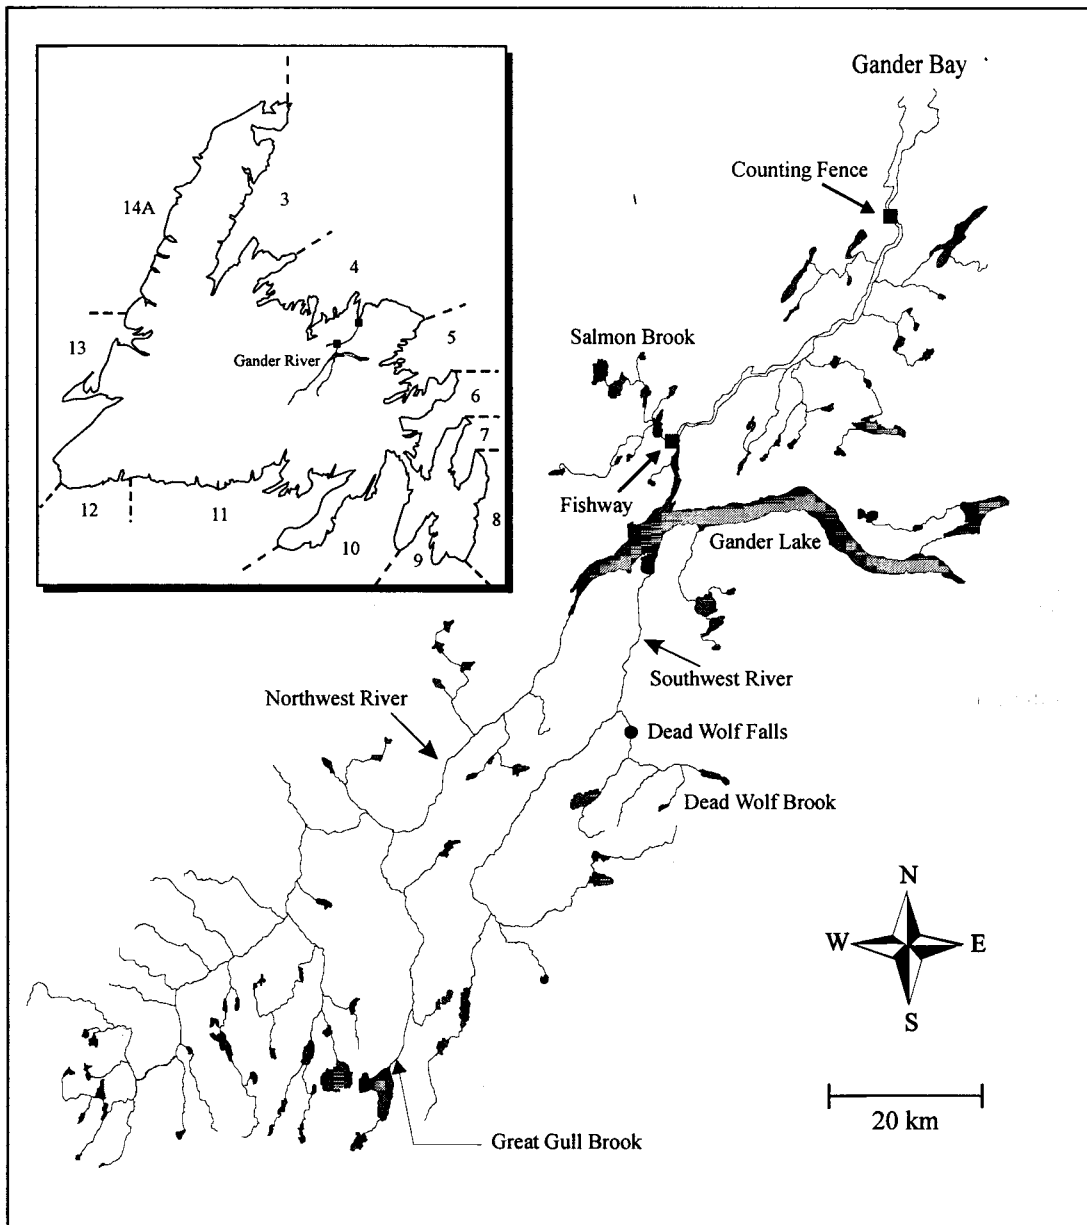 Gander Bay
Counting Fence
14A
3
4
13
Gander River
5
6
7
12
11
10
9
8
Salmon Brook
Fishway
Gander Lake
Southwest River
Northwest River
Dead Wolf Falls
Dead Wolf Brook
N
W
E
S
20 km
Great Gull Brook